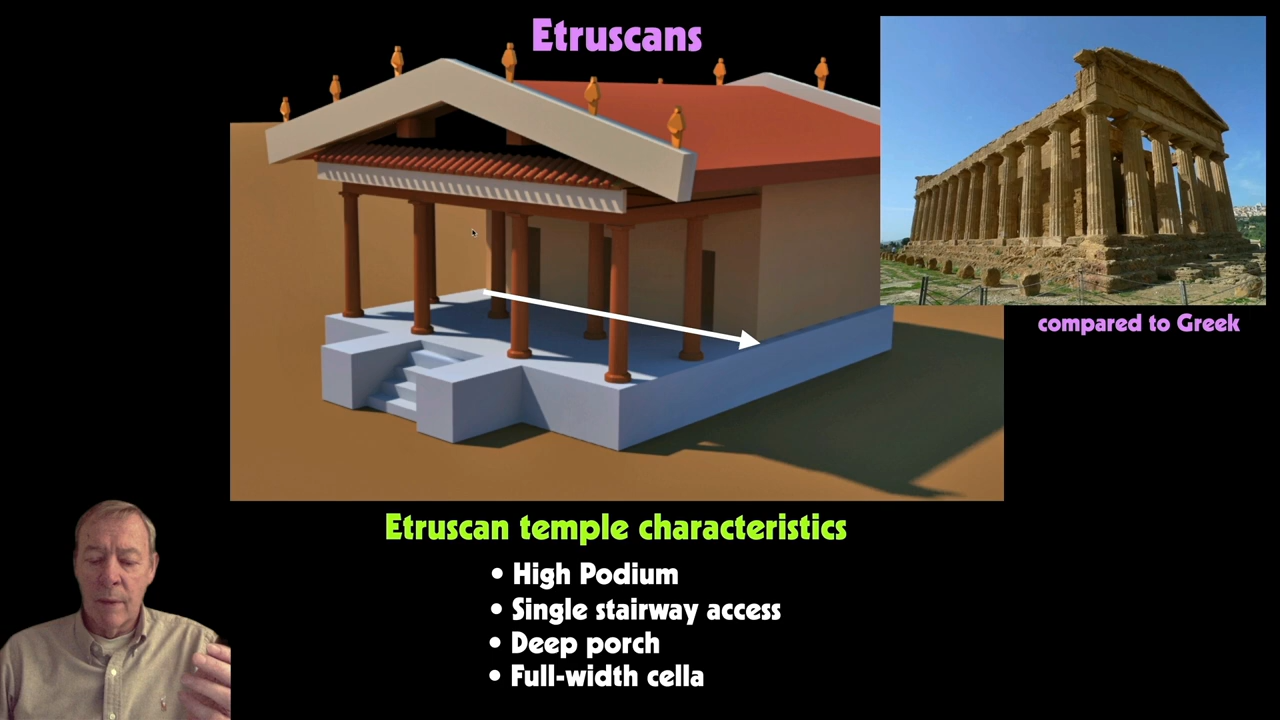 Etruscans
compared to Greek
Etruscan temple characteristics
• High Podium
• Single stairway access
• Deep porch
• Full-width cella